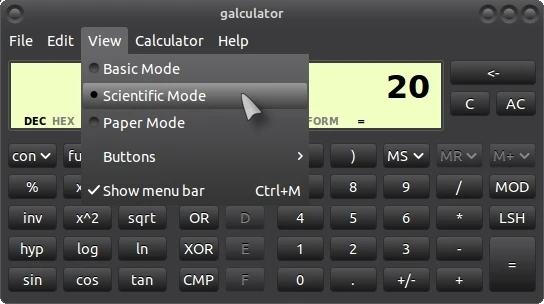 galculator
File Edit View Calculator Help
Basic Mode
Scientific Mode
Paper Mode
Buttons
Show menu bar Ctrl+M
20
DEC HEX FORM =
<-
C AC
con fu ) MS MR M+
% x 8 9 / MOD
inv x^2 sqrt OR D 4 5 6 * LSH
hyp log ln XOR E 1 2 3 - =
sin cos tan CMP F 0 . +/- +